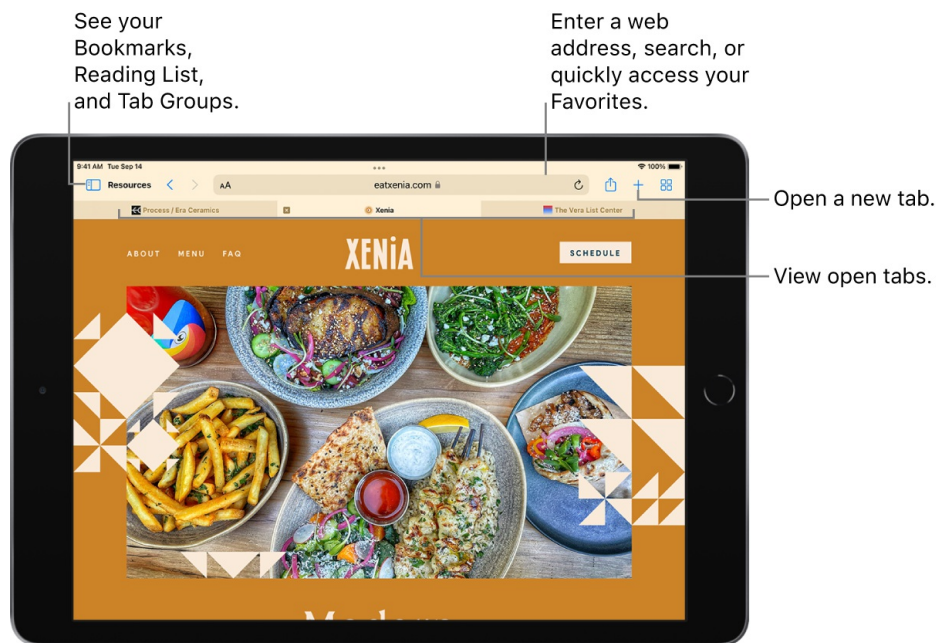 See your
Bookmarks,
Reading List,
and Tab Groups.
Enter a web
address, search, or
quickly access your
Favorites.
9:41 AM Tue Sep 14
100%
Resources
AA
eatxenia.com
Open a new tab.
Process / Era Ceramics
Xenia
The Vera List Center
ABOUT MENU FAQ
XENiA
SCHEDULE
View open tabs.